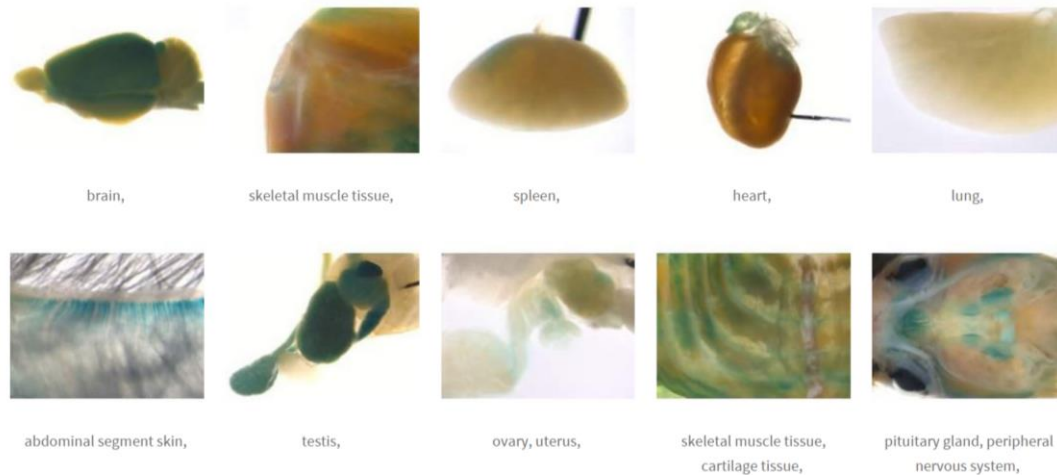 brain,
skeletal muscle tissue,
spleen,
heart,
lung,
abdominal segment skin,
testis,
ovary, uterus,
skeletal muscle tissue,
cartilage tissue,
pituitary gland, peripheral
nervous system,